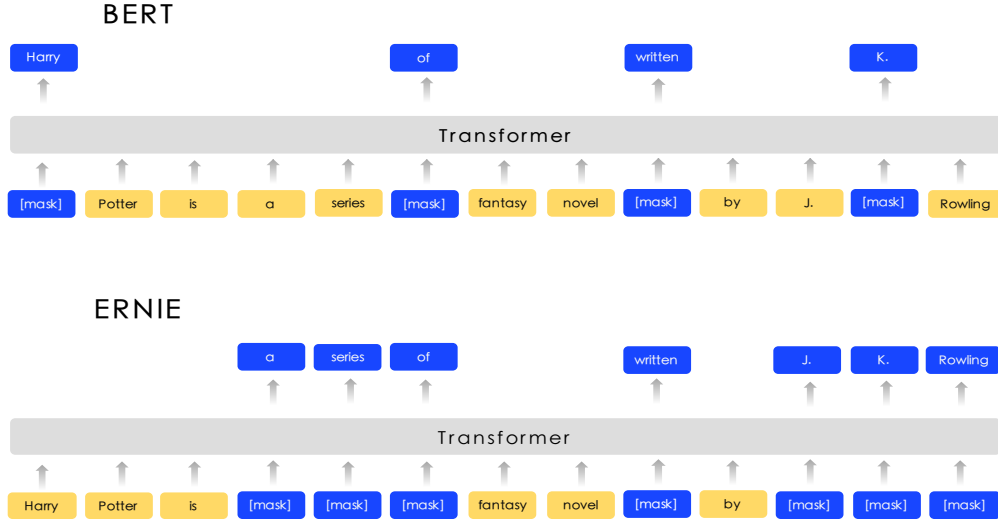 BERT
Harry of written K.
Transformer
[mask] Potter is a series [mask] fantasy novel [mask] by J. [mask] Rowling
ERNIE
a series of written J. K. Rowling
Transformer
Harry Potter is [mask] [mask] [mask] fantasy novel [mask] by [mask] [mask] [mask]